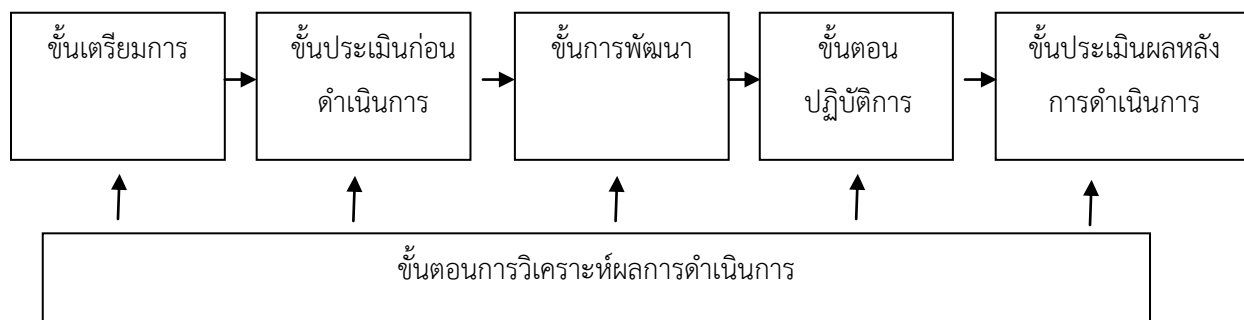 ขั้นเตรียมการ
ขั้นประเมินก่อน
ดำเนินการ
ขั้นการพัฒนา
ขั้นตอน
ปฏิบัติการ
ขั้นประเมินผลหลัง
การดำเนินการ
ขั้นตอนการวิเคราะห์ผลการดำเนินการ